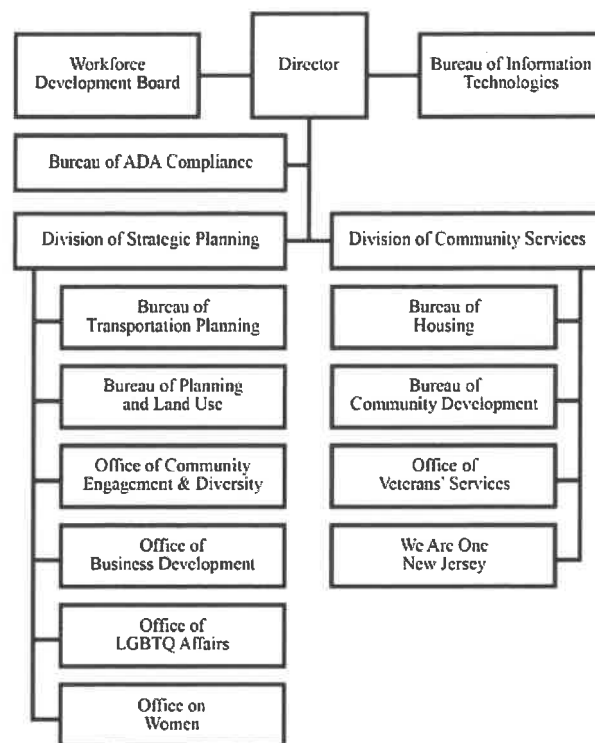 Workforce
Development Board
Director
Bureau of Information
Technologies
Bureau of ADA Compliance
Division of Strategic Planning
Division of Community Services
Bureau of
Transportation Planning
Bureau of
Housing
Bureau of Planning
and Land Use
Bureau of
Community Development
Office of Community
Engagement & Diversity
Office of
Veterans' Services
Office of
Business Development
We Are One
New Jersey
Office of
LGBTQ Affairs
Office on
Women